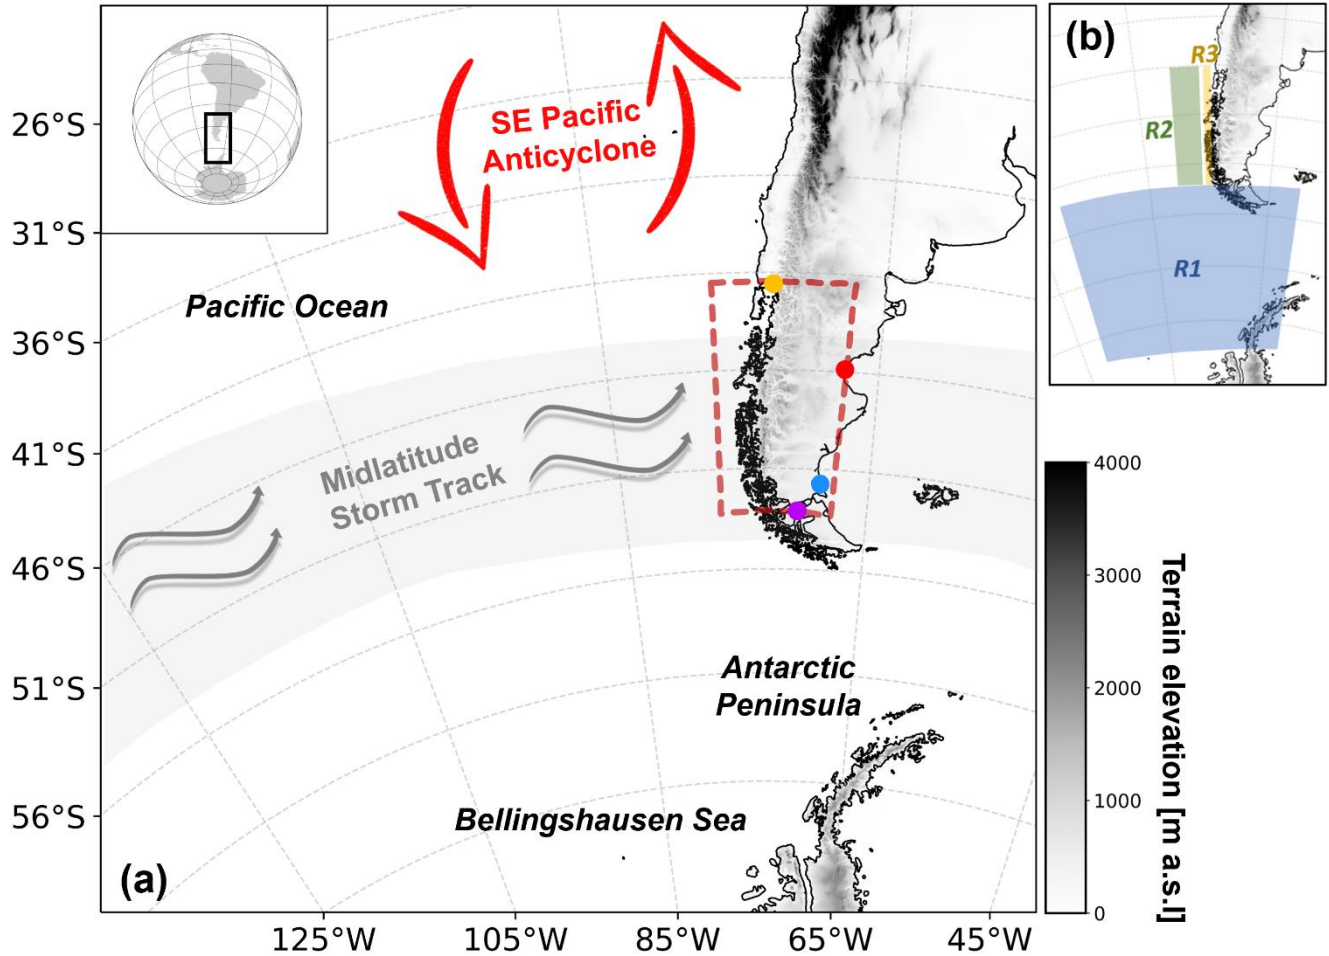 SE Pacific
Anticyclone
Pacific Ocean
Midlatitude
Storm Track
Antarctic
Peninsula
Bellingshausen Sea
(a)
26°S
31°S
36°S
41°S
46°S
51°S
56°S
125°W
105°W
85°W
65°W
45°W
(b)
R3
R2
R1
4000
3000
2000
1000
0
Terrain elevation [m a.s.l]